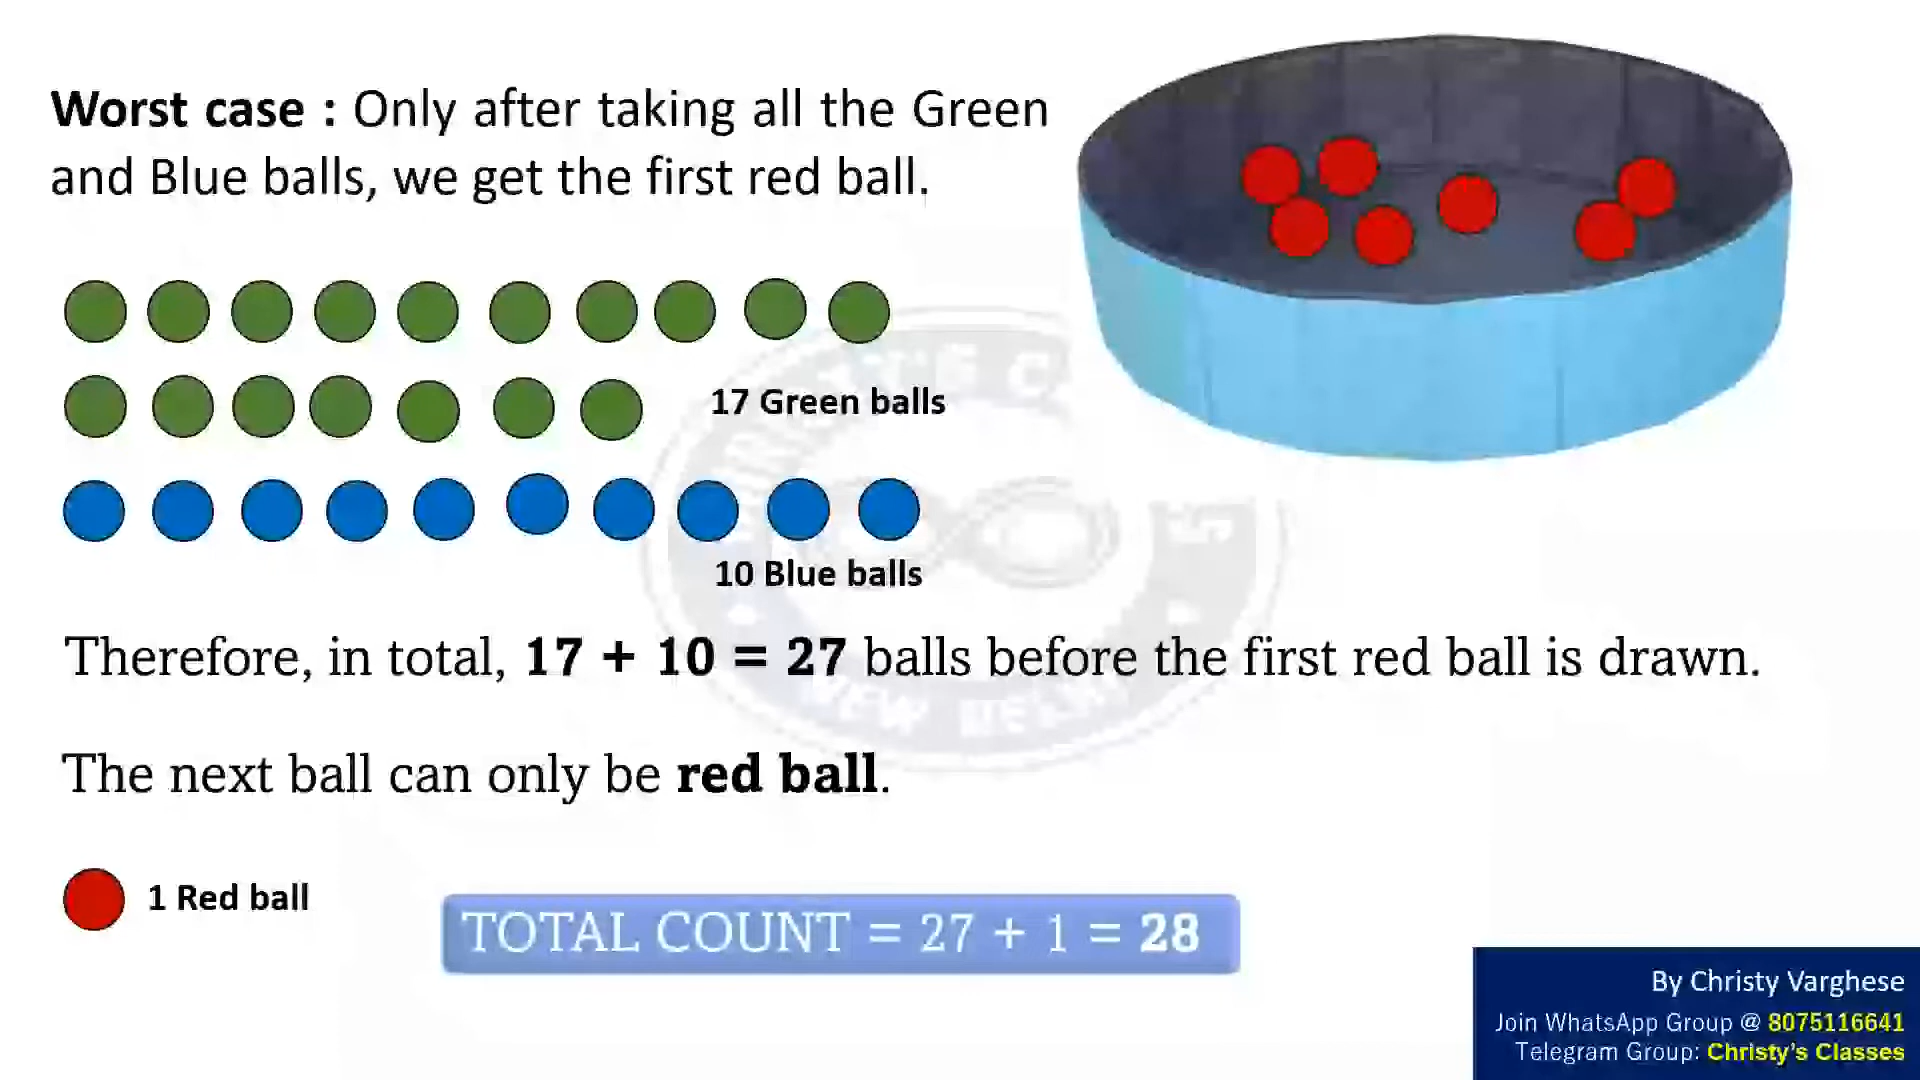 Worst case : Only after taking all the Green
and Blue balls, we get the first red ball.
17 Green balls
10 Blue balls
Therefore, in total, 17 + 10 = 27 balls before the first red ball is drawn.
The next ball can only be red ball.
1 Red ball
TOTAL COUNT = 27 + 1 = 28
NEW DELHI
By Christy Varghese
Join WhatsApp Group @ 8075116641
Telegram Group: Christy's Classes